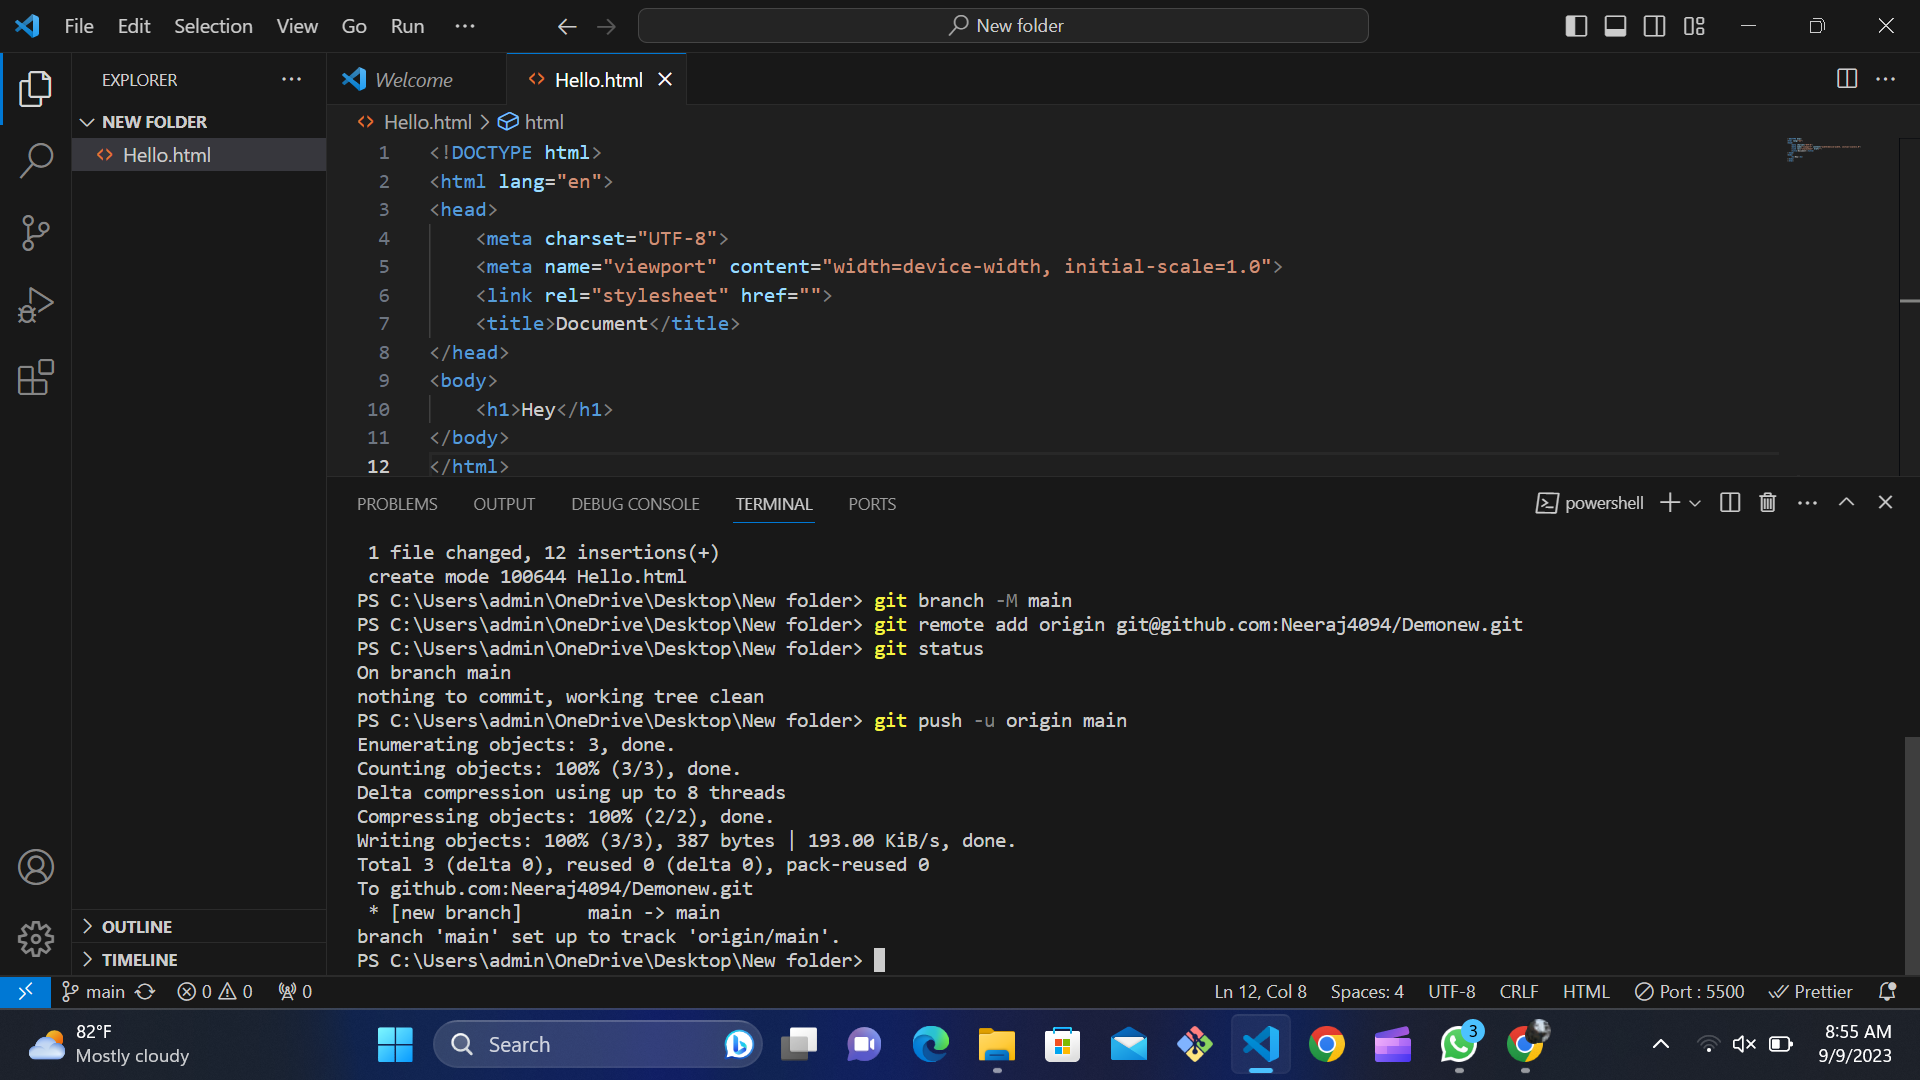 File Edit Selection View Go Run ··· New folder
EXPLORER ···
Welcome
Hello.html
NEW FOLDER
Hello.html
Hello.html > html
1 <!DOCTYPE html>
2 <html lang="en">
3 <head>
4 <meta charset="UTF-8">
5 <meta name="viewport" content="width=device-width, initial-scale=1.0">
6 <link rel="stylesheet" href="">
7 <title>Document</title>
8 </head>
9 <body>
10 <h1>Hey</h1>
11 </body>
12 </html>
PROBLEMS OUTPUT DEBUG CONSOLE TERMINAL PORTS powershell
1 file changed, 12 insertions(+)
create mode 100644 Hello.html
PS C:\Users\admin\OneDrive\Desktop\New folder> git branch -M main
PS C:\Users\admin\OneDrive\Desktop\New folder> git remote add origin git@github.com:Neeraj4094/Demonew.git
PS C:\Users\admin\OneDrive\Desktop\New folder> git status
On branch main
nothing to commit, working tree clean
PS C:\Users\admin\OneDrive\Desktop\New folder> git push -u origin main
Enumerating objects: 3, done.
Counting objects: 100% (3/3), done.
Delta compression using up to 8 threads
Compressing objects: 100% (2/2), done.
Writing objects: 100% (3/3), 387 bytes | 193.00 KiB/s, done.
Total 3 (delta 0), reused 0 (delta 0), pack-reused 0
To github.com:Neeraj4094/Demonew.git
* [new branch] main -> main
branch 'main' set up to track 'origin/main'.
PS C:\Users\admin\OneDrive\Desktop\New folder>
OUTLINE
TIMELINE
main 0 0 0 Ln 12, Col 8 Spaces: 4 UTF-8 CRLF HTML Port : 5500 Prettier
82°F
Mostly cloudy
Search
3
8:55 AM
9/9/2023